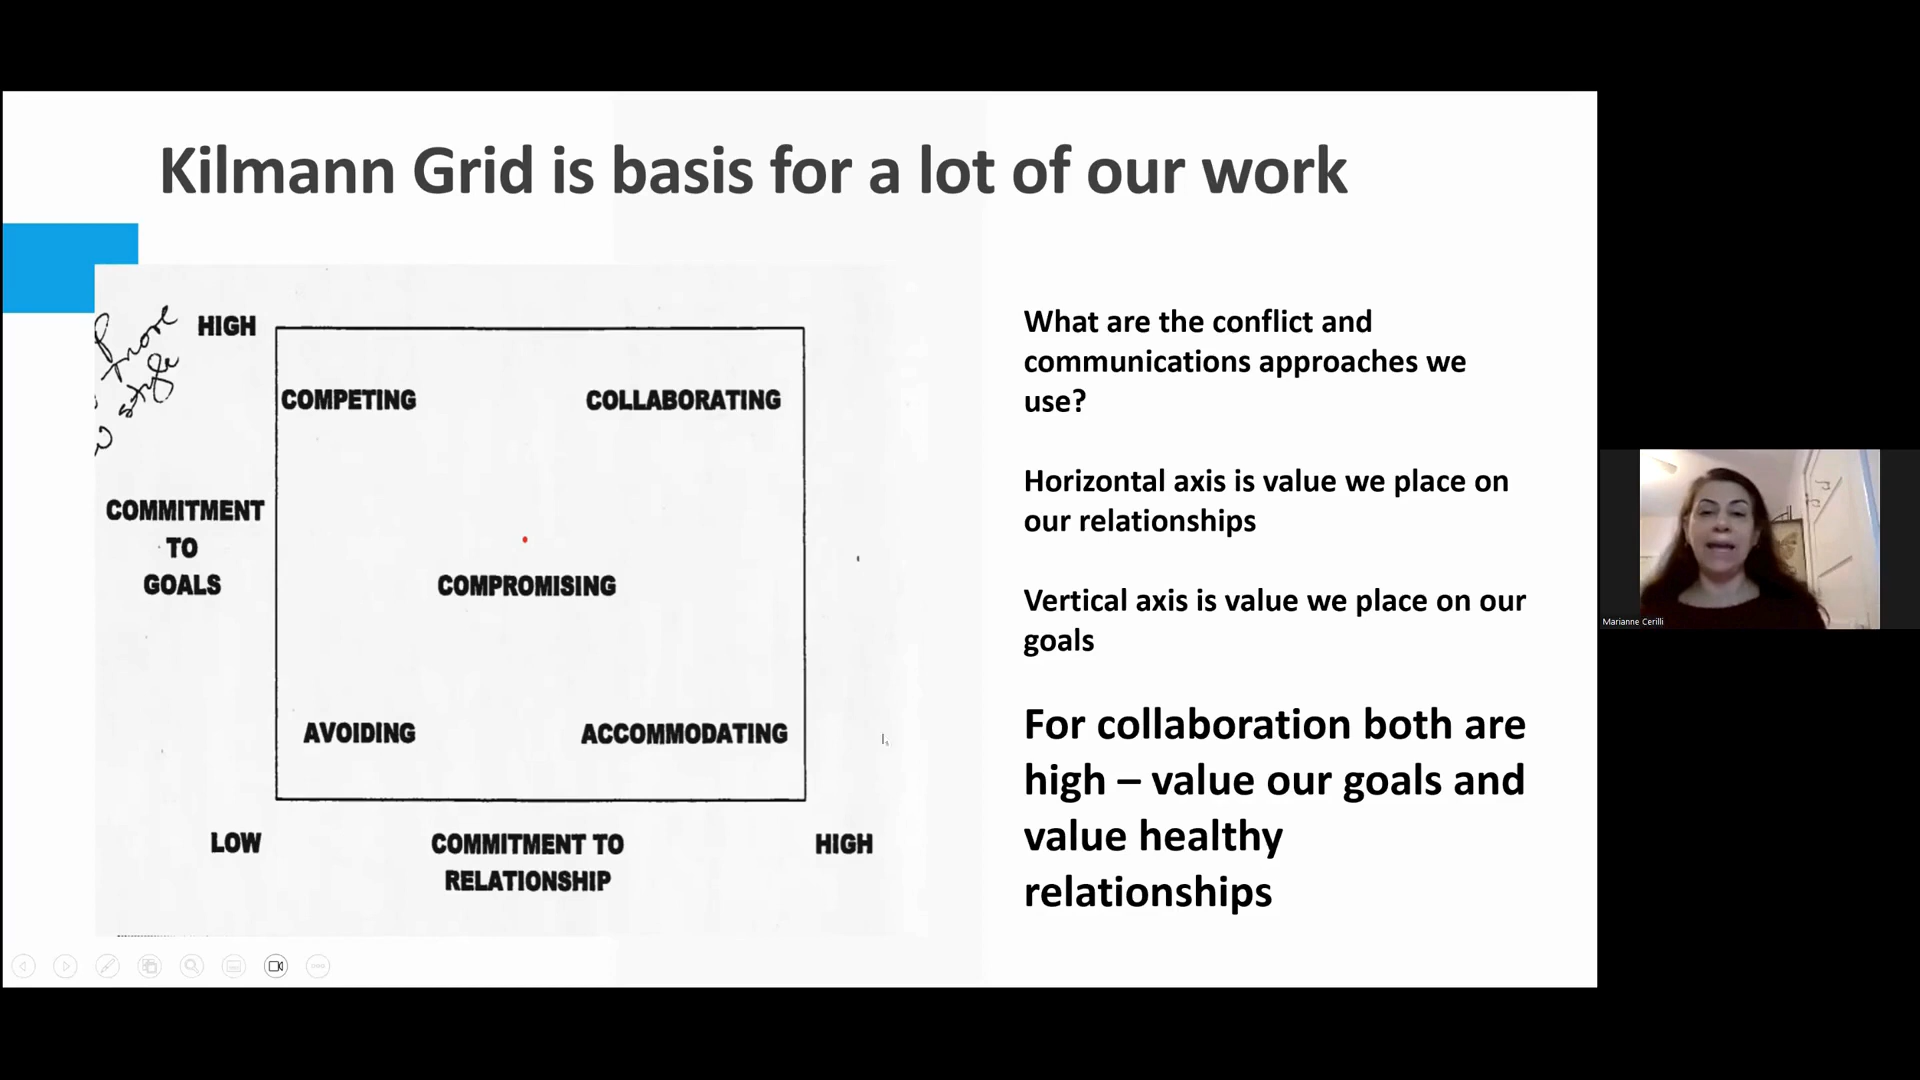 Kilmann Grid is basis for a lot of our work
more
style
HIGH
COMPETING
COLLABORATING
COMMITMENT
TO
GOALS
COMPROMISING
AVOIDING
ACCOMMODATING
LOW
COMMITMENT TO
HIGH
RELATIONSHIP
What are the conflict and
communications approaches we
use?
Horizontal axis is value we place on
our relationships
Vertical axis is value we place on our
goals
For collaboration both are
high – value our goals and
value healthy
relationships
Marianne Cerilli